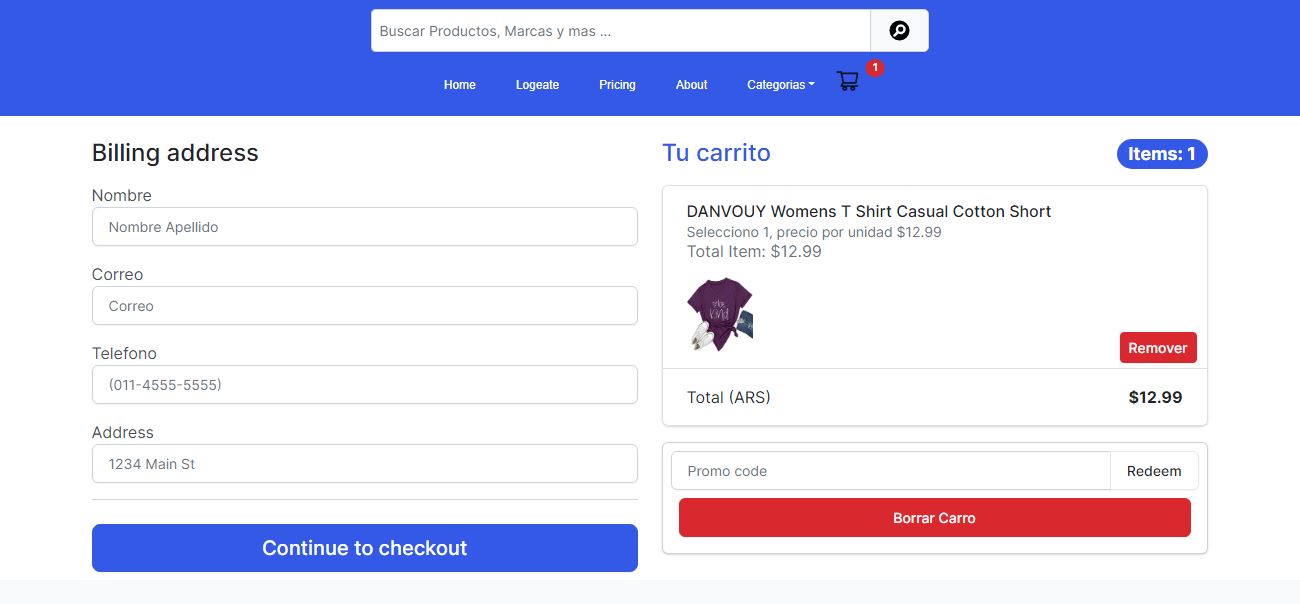 Buscar Productos, Marcas y mas ...
Home Logeate Pricing About Categorias 1
Billing address
Nombre
Nombre Apellido
Correo
Correo
Telefono
(011-4555-5555)
Address
1234 Main St
Continue to checkout
Tu carrito Items: 1
DANVOUY Womens T Shirt Casual Cotton Short
Selecciono 1, precio por unidad $12.99
Total Item: $12.99
kind
Remover
Total (ARS) $12.99
Promo code Redeem
Borrar Carro